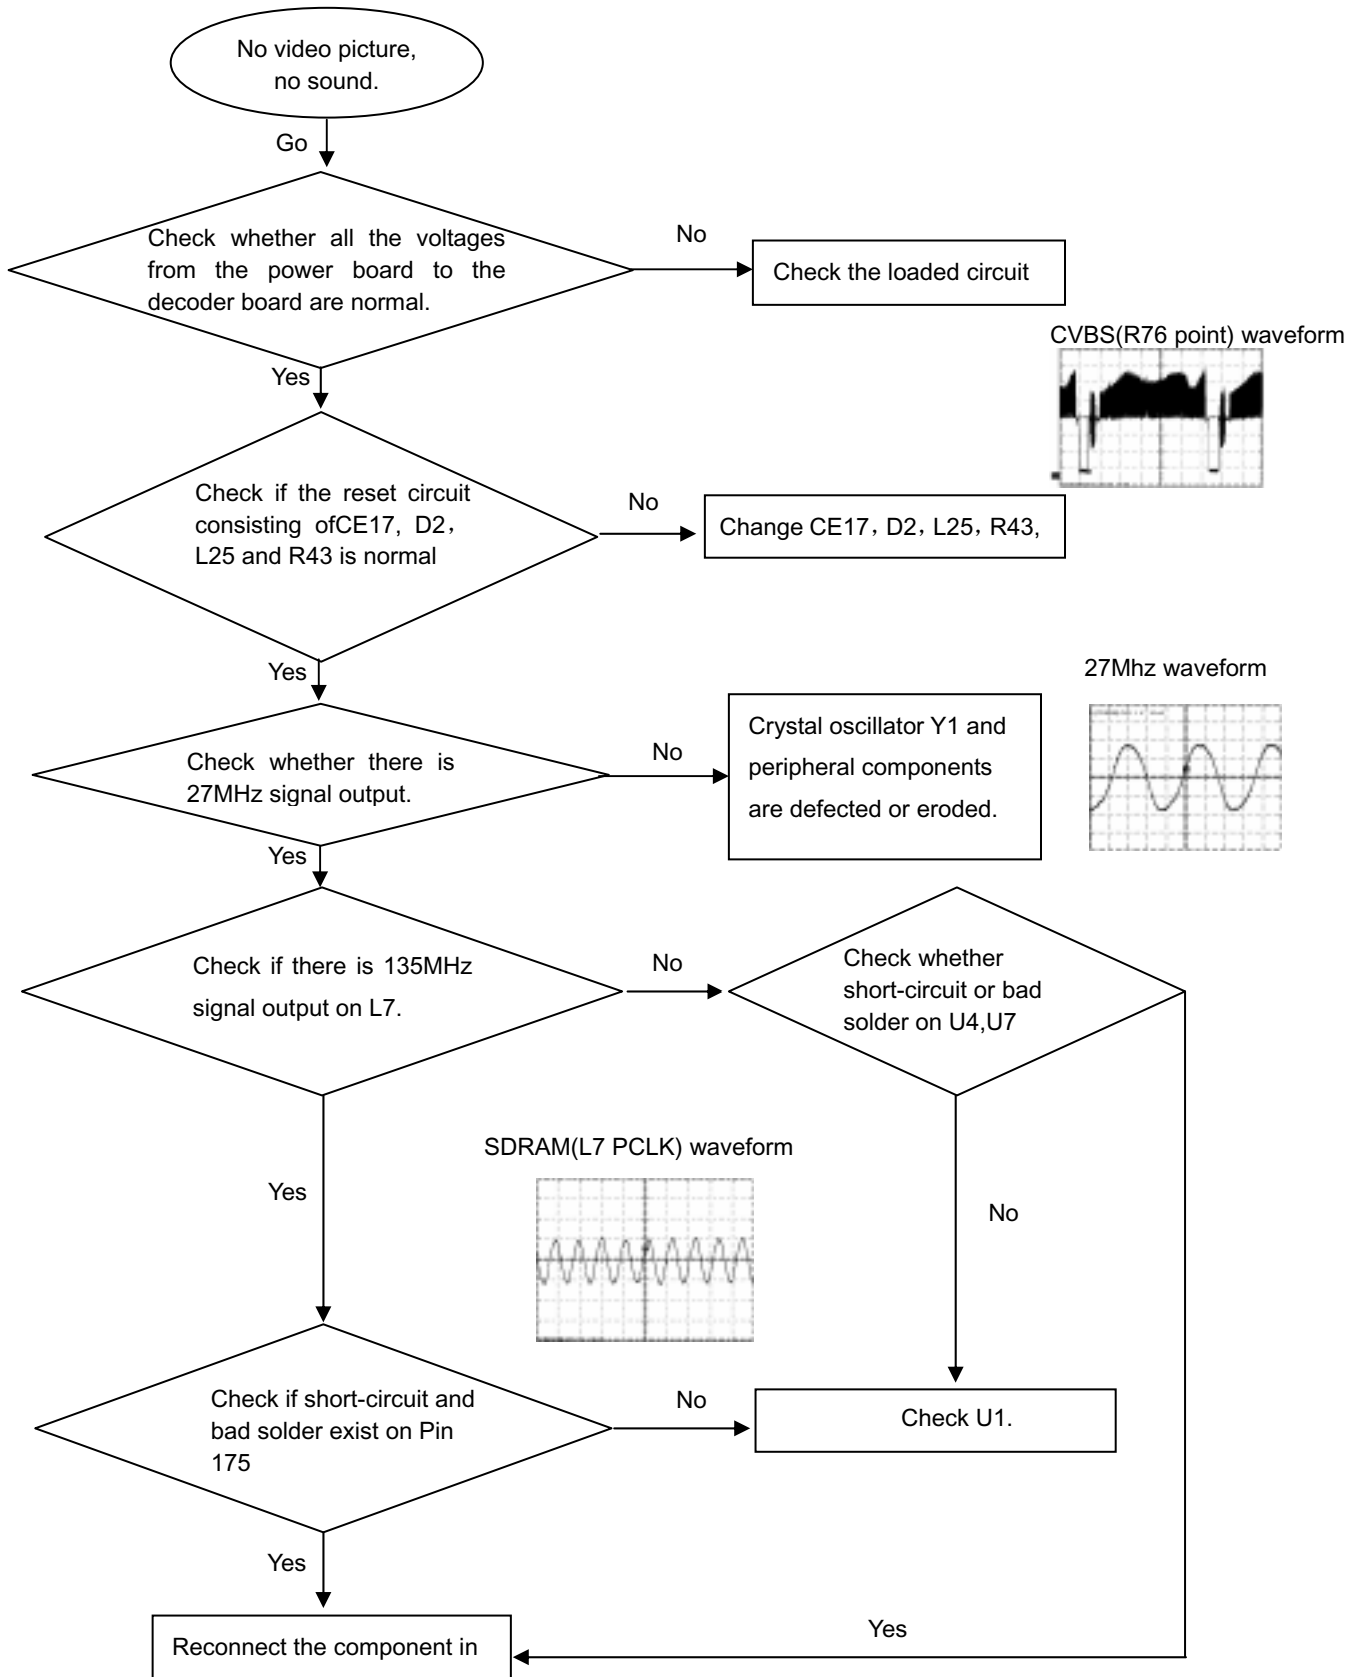 No video picture,
no sound.
Go
Check whether all the voltages
from the power board to the
decoder board are normal.
No
Check the loaded circuit
CVBS(R76 point) waveform
Yes
Check if the reset circuit
consisting ofCE17, D2，
L25 and R43 is normal
No
Change CE17，D2，L25，R43,
Yes
27Mhz waveform
Check whether there is
27MHz signal output.
No
Crystal oscillator Y1 and
peripheral components
are defected or eroded.
Yes
Check if there is 135MHz
signal output on L7.
No
Check whether
short-circuit or bad
solder on U4,U7
SDRAM(L7 PCLK) waveform
Yes
No
Check if short-circuit and
bad solder exist on Pin
175
No
Check U1.
Yes
Reconnect the component in
Yes